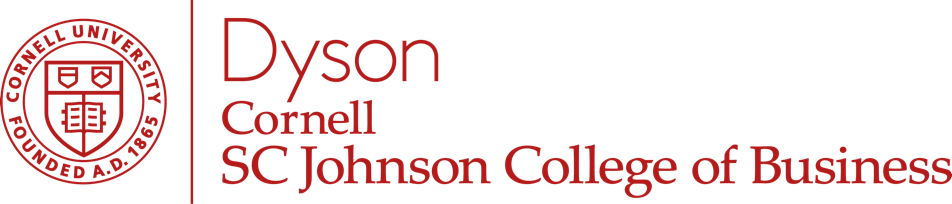 CORNELL UNIVERSITY
FOUNDED A.D. 1865
Dyson
Cornell
SC Johnson College of Business